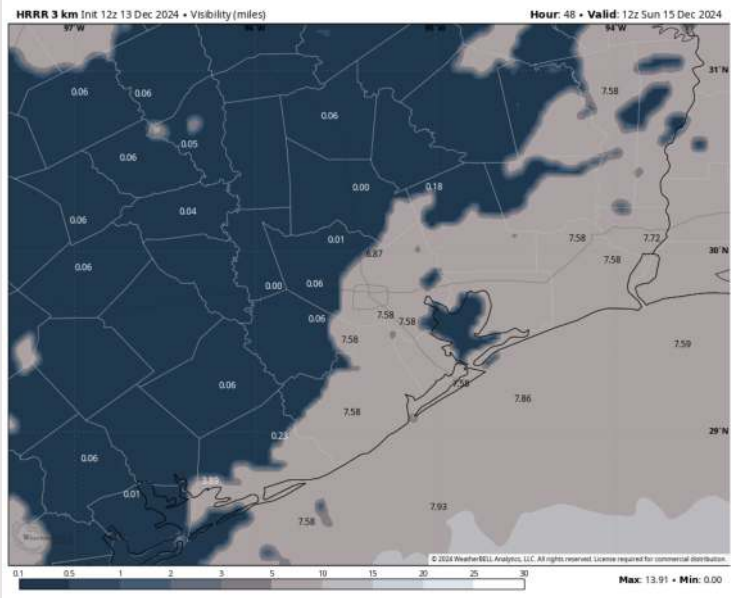 HRRR 3 km Init 12z 13 Dec 2024 • Visibility (miles) Hour: 48 • Valid: 12z Sun 15 Dec 2024
97°W 95°W 94°W
31°N
0.06 0.06 7.58
0.06
0.05
0.06
0.00 0.18
0.04
0.06
0.01 7.58 7.72
30°N
6.87
0.06 7.58
0.00 0.06
7.58 7.58
0.06
7.58 7.59
0.06 7.58
7.86
7.58
0.23 29°N
0.06
3.89
0.01
7.93
7.58
© 2024 WeatherBELL Analytics, LLC. All rights reserved. License required for commercial distribution.
0.1 0.5 1 2 3 5 10 15 20 25 30
Max: 13.91 • Min: 0.00